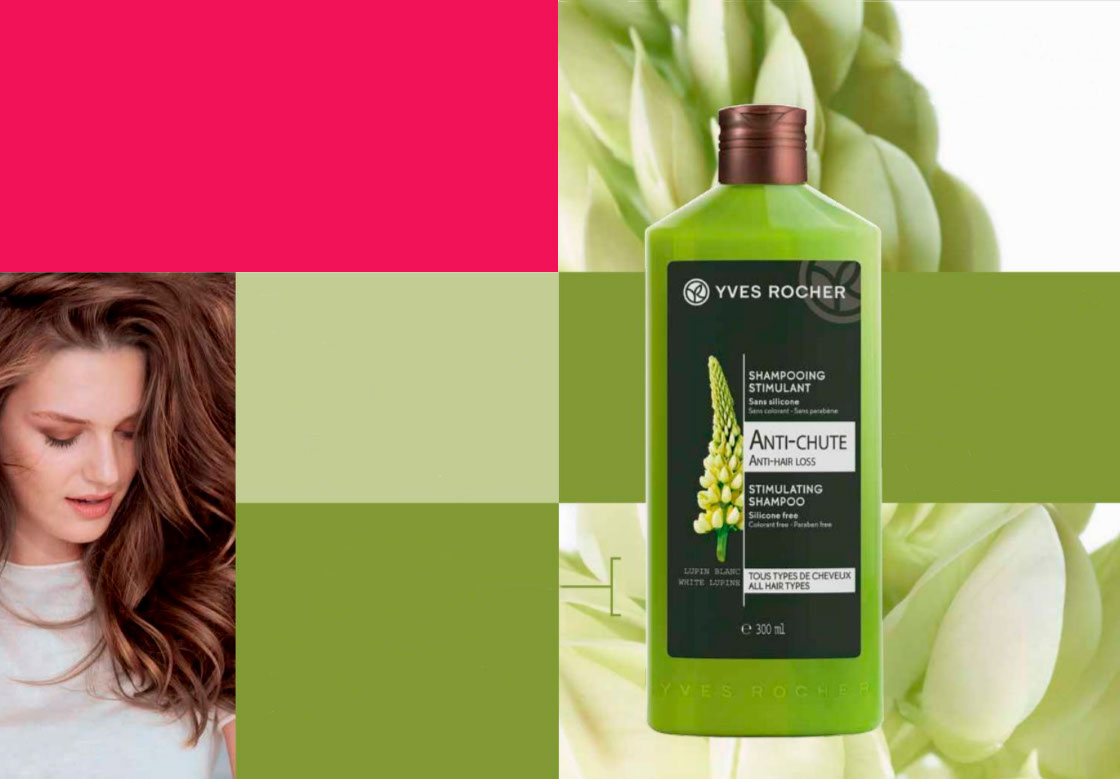 YVES ROCHER
SHAMPOOING
STIMULANT
Sans silicone
Sans colorant - Sans parabène
ANTI-CHUTE
ANTI-HAIR LOSS
STIMULATING
SHAMPOO
Silicone free
Colorant free - Paraben free
LUPIN BLANC
WHITE LUPINE
TOUS TYPES DE CHEVEUX
ALL HAIR TYPES
℮ 300 ml
YVES ROCHER